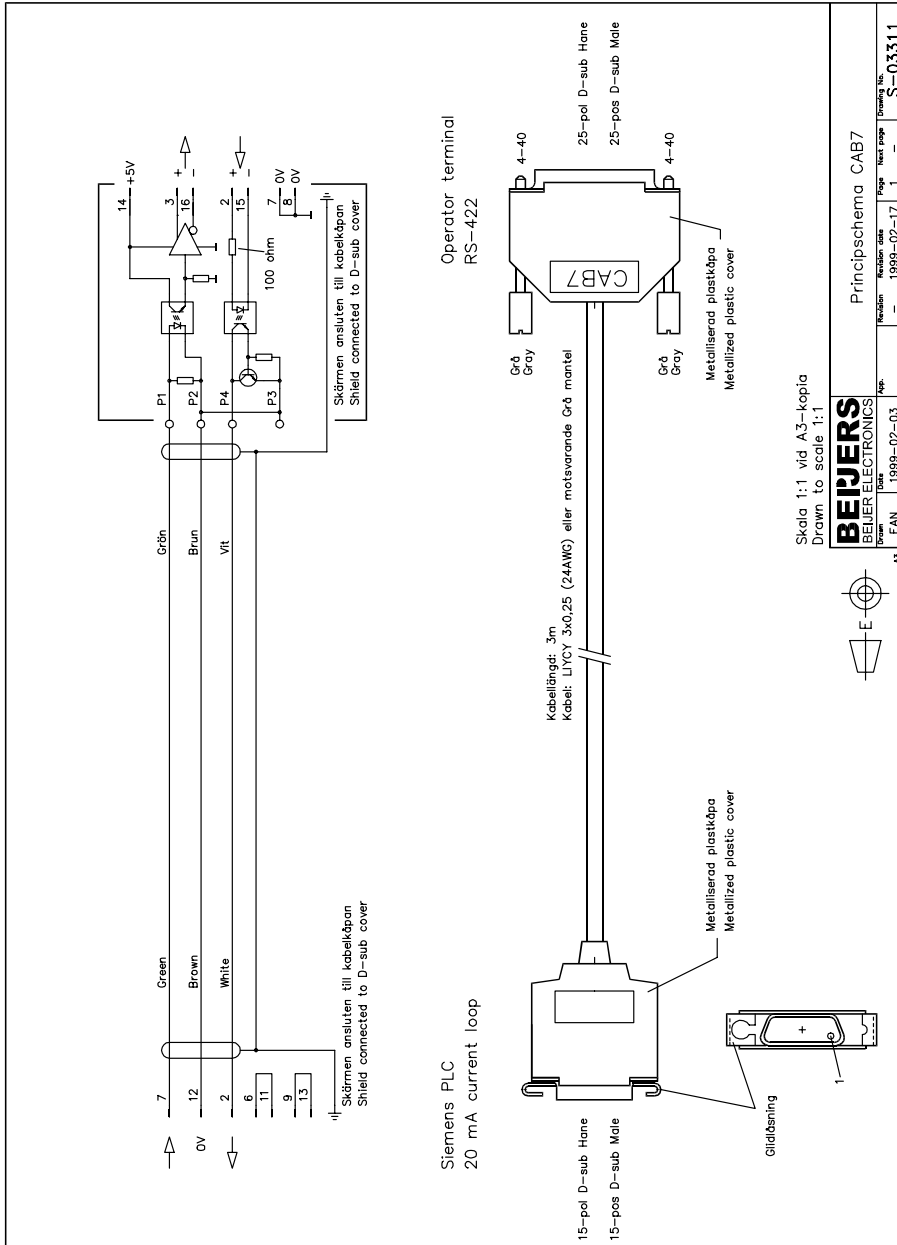 7
12
2
6
11
9
13
0V
Green
Brown
White
Grön
Brun
Vit
P1
P2
P4
P3
14
+5V
3
+
16
-
2
+
15
-
7
0V
8
0V
100 ohm
Skärmen ansluten till kabelkåpan
Shield connected to D-sub cover
Skärmen ansluten till kabelkåpan
Shield connected to D-sub cover
Siemens PLC
20 mA current loop
Operator terminal
RS-422
15-pol D-sub Hane
15-pos D-sub Male
25-pol D-sub Hane
25-pos D-sub Male
4-40
4-40
CAB7
Grå
Gray
Grå
Gray
Kabellängd: 3m
Kabel: LIYCY 3x0,25 (24AWG) eller motsvarande Grå mantel
Metalliserad plastkåpa
Metallized plastic cover
Metalliserad plastkåpa
Metallized plastic cover
Glidlåsning
1
+
E
Skala 1:1 vid A3-kopia
Drawn to scale 1:1
BEIJERS
BEIJER ELECTRONICS
Principschema CAB7
Drawn
EAN
Date
1999-02-03
App.
Revision
-
Revision date
1999-02-17
Page
1
Next page
-
Drawing No.
S-03311